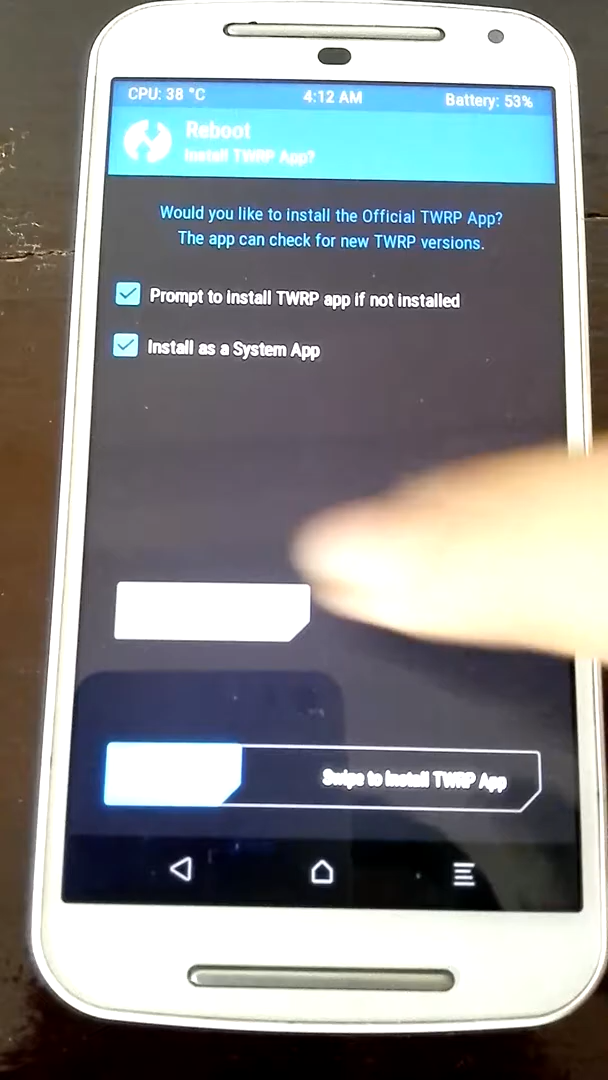 CPU: 38 °C 4:12 AM Battery: 53%
Reboot
Install TWRP App?
Would you like to install the Official TWRP App?
The app can check for new TWRP versions.
Prompt to install TWRP app if not installed
Install as a System App
Swipe to Install TWRP App